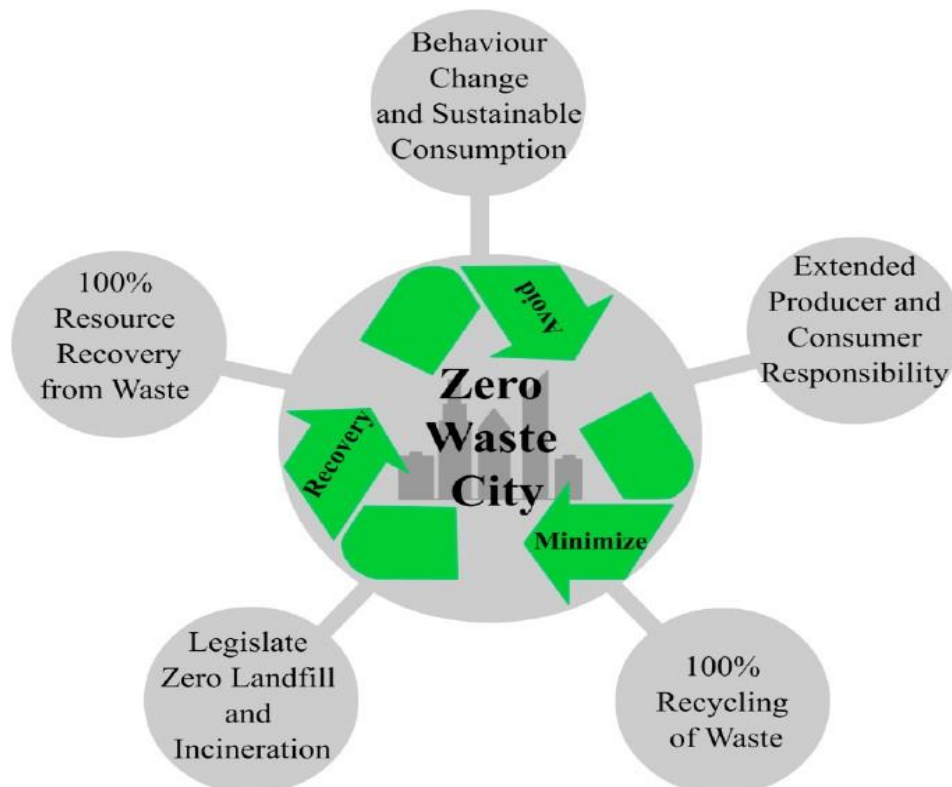 Behaviour
Change
and Sustainable
Consumption
100%
Resource
Recovery
from Waste
Extended
Producer and
Consumer
Responsibility
Avoid
Zero
Waste
City
Recovery
Minimize
Legislate
Zero Landfill
and
Incineration
100%
Recycling
of Waste